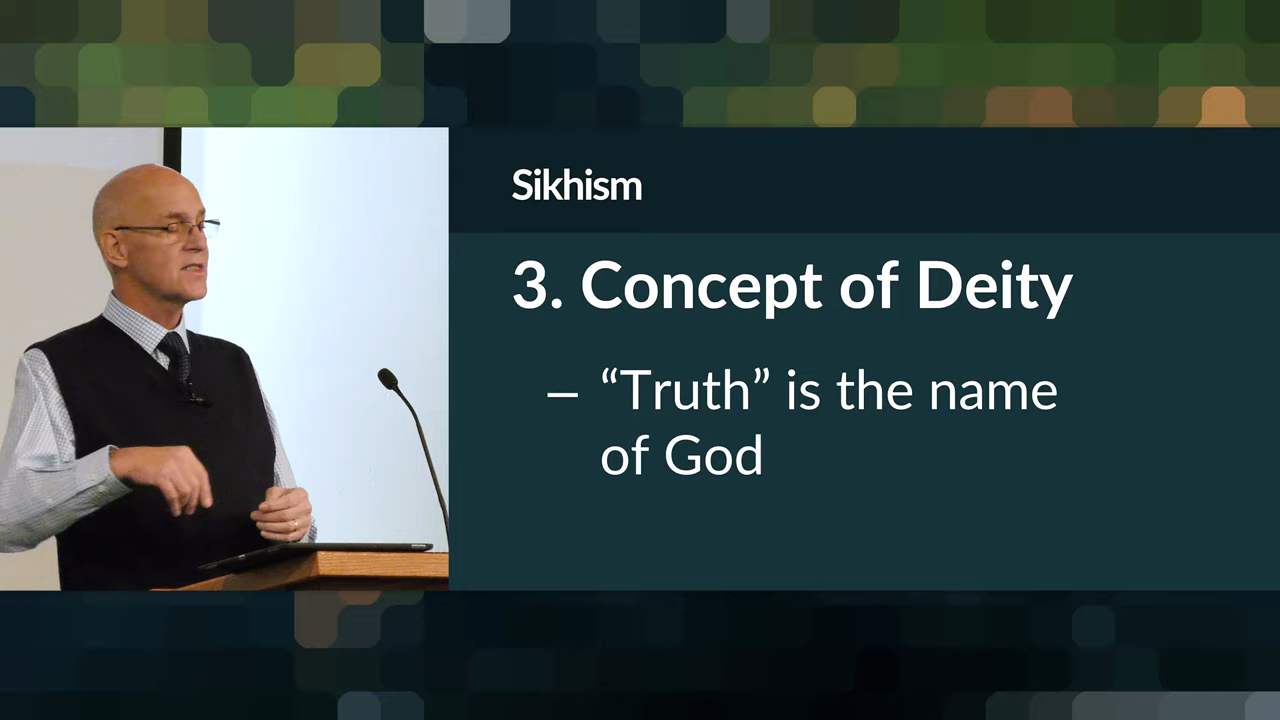 Sikhism
3. Concept of Deity
– “Truth” is the name
of God